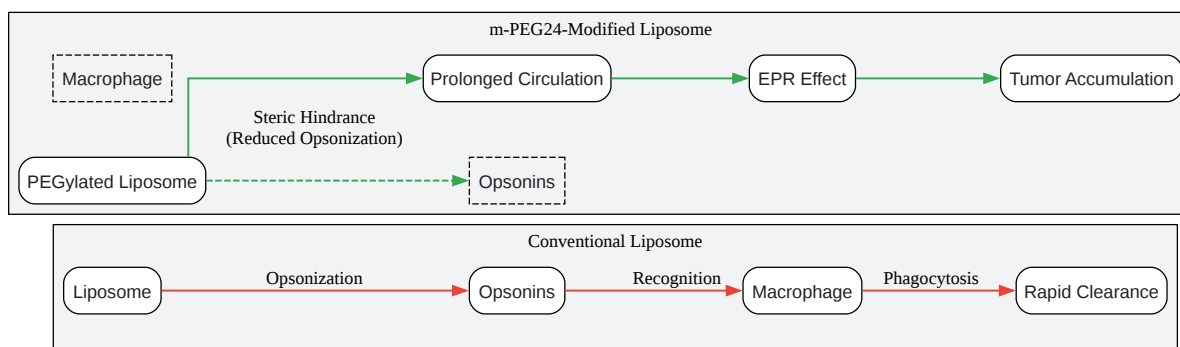 m-PEG24-Modified Liposome
Macrophage
Prolonged Circulation
EPR Effect
Tumor Accumulation
Steric Hindrance
(Reduced Opsonization)
PEGylated Liposome
Opsonins
Conventional Liposome
Liposome
Opsonization
Opsonins
Recognition
Macrophage
Phagocytosis
Rapid Clearance